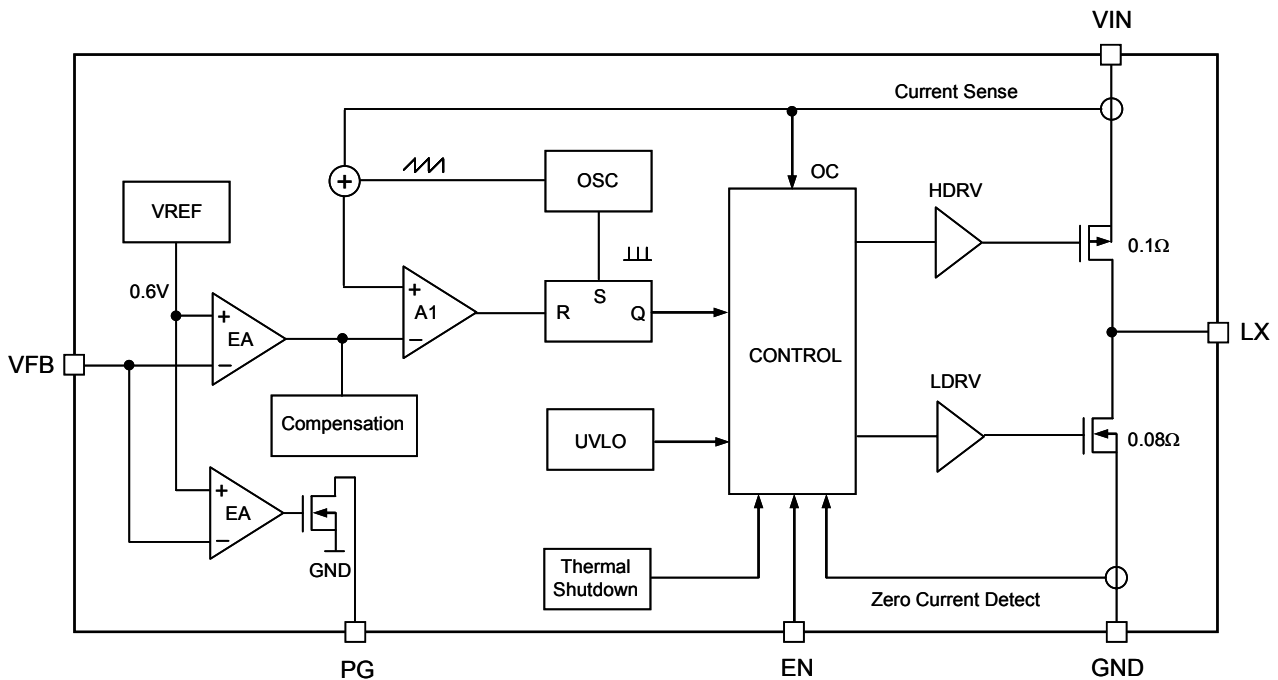 VIN
Current Sense
OC
OSC
VREF
HDRV
0.1Ω
0.6V
+
+
EA
−
+
A1
−
R
S
Q
CONTROL
LX
VFB
Compensation
LDRV
UVLO
0.08Ω
+
EA
−
GND
Thermal
Shutdown
Zero Current Detect
PG
EN
GND